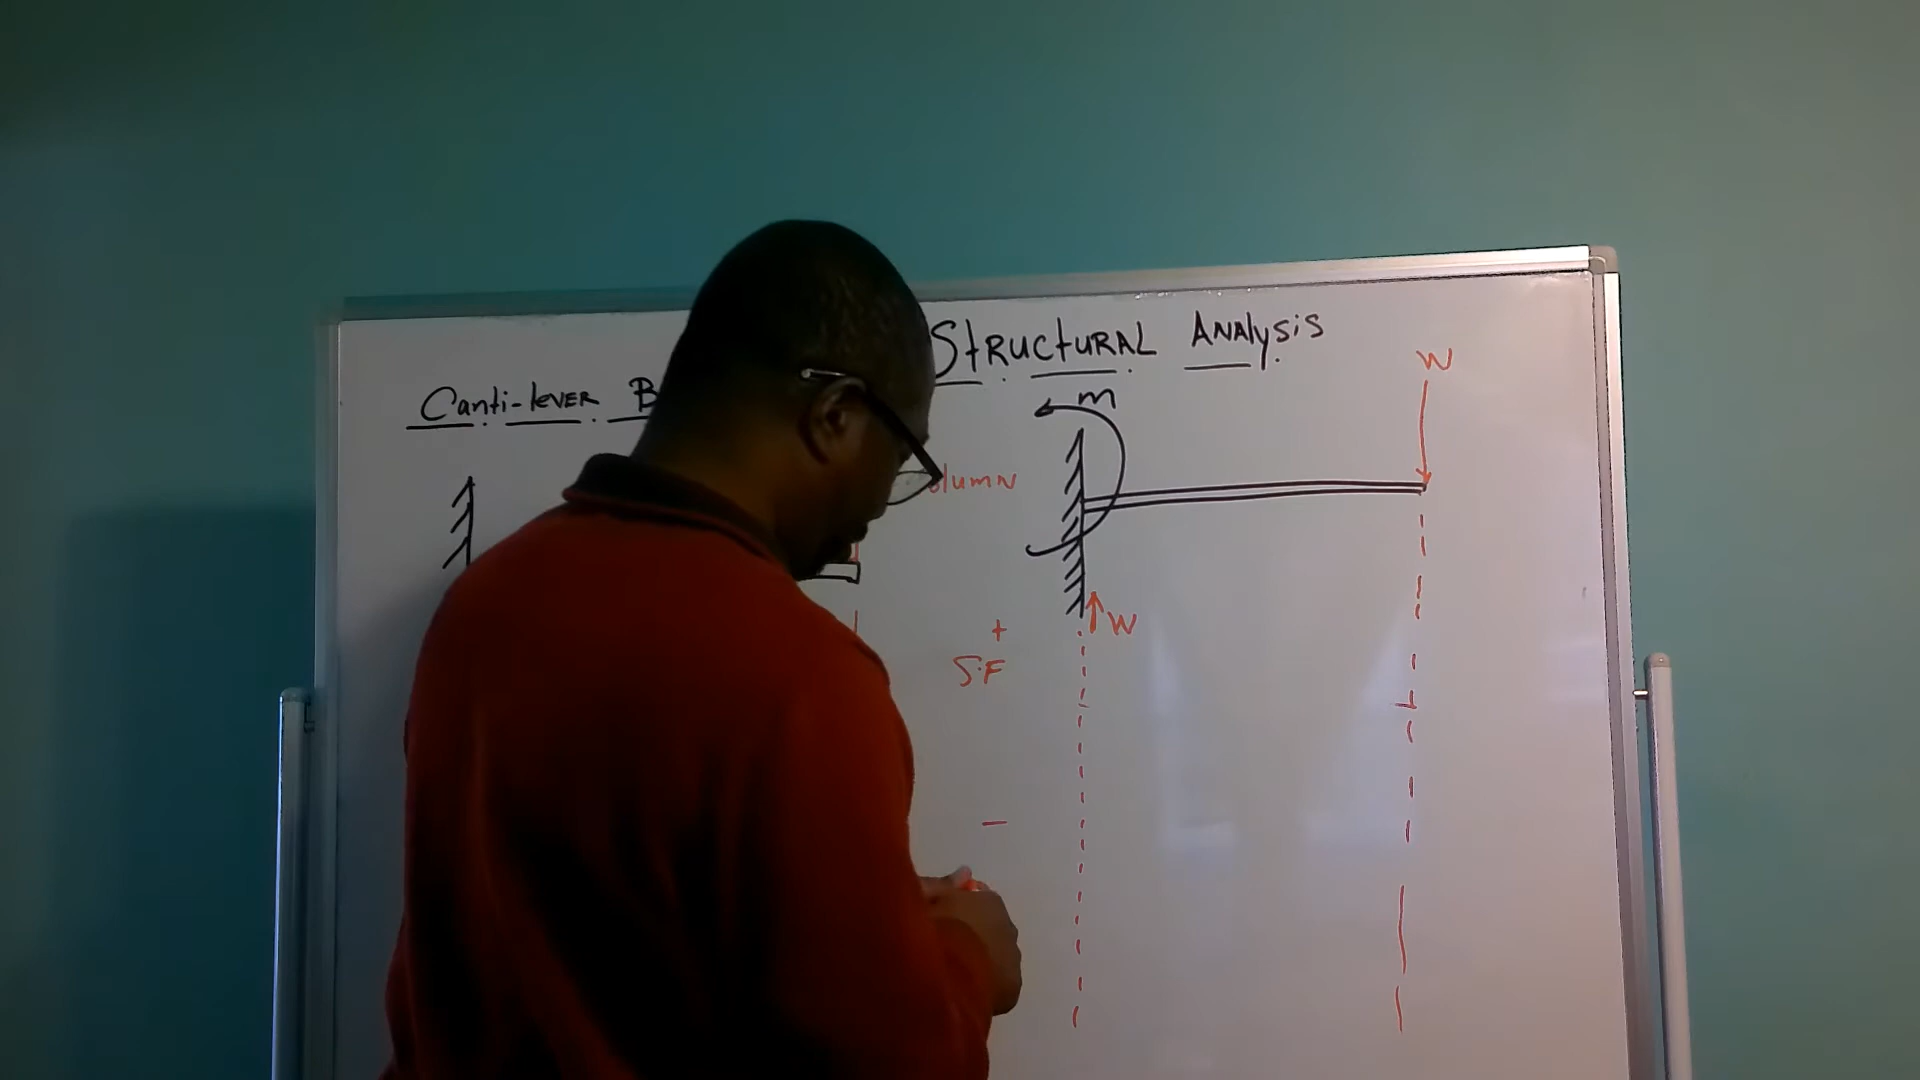 Structural Analysis
Canti-lever B
m
W
olumn
W
+
S.F
-